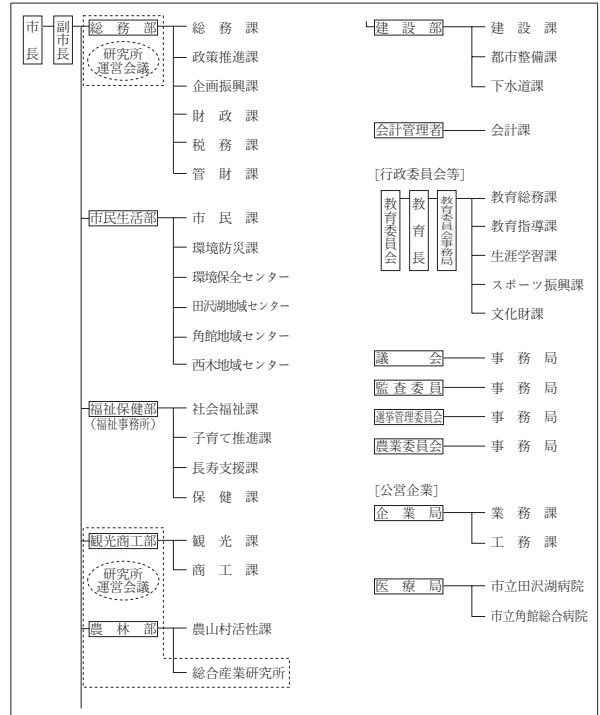 市長
副市長
総務部
研究所
運営会議
総務課
政策推進課
企画振興課
財政課
税務課
管財課
市民生活部
市民課
環境防災課
環境保全センター
田沢湖地域センター
角館地域センター
西木地域センター
福祉保健部
(福祉事務所)
社会福祉課
子育て推進課
長寿支援課
保健課
観光商工部
研究所
運営会議
観光課
商工課
農林部
農山村活性課
総合産業研究所
建設部
建設課
都市整備課
下水道課
会計管理者
会計課
[行政委員会等]
教育委員会
教育長
教育委員会事務局
教育総務課
教育指導課
生涯学習課
スポーツ振興課
文化財課
議会
事務局
監査委員
事務局
選挙管理委員会
事務局
農業委員会
事務局
[公営企業]
企業局
業務課
工務課
医療局
市立田沢湖病院
市立角館総合病院